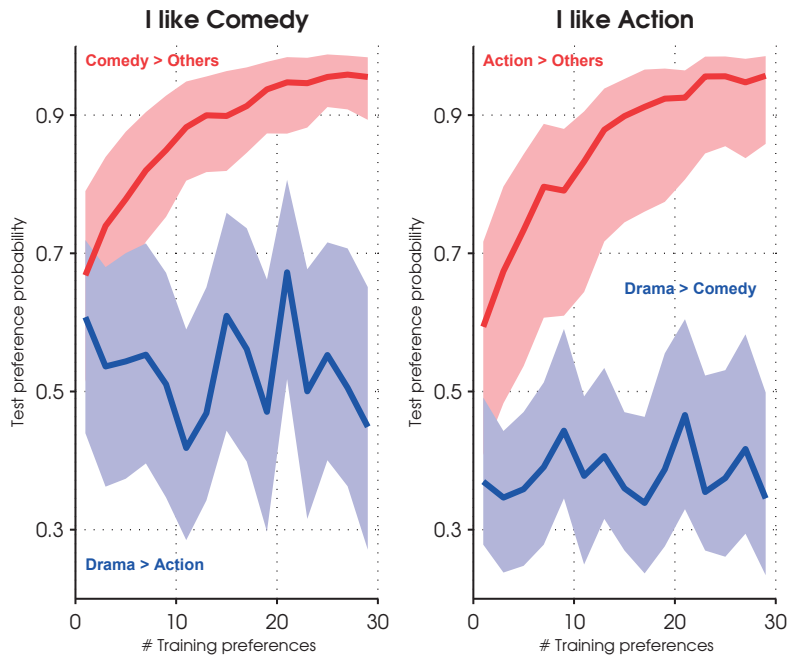 I like Comedy
Comedy > Others
0.9
0.7
0.5
0.3
Test preference probability
Drama > Action
0
10
20
30
# Training preferences
I like Action
Action > Others
0.9
0.7
0.5
0.3
Test preference probability
Drama > Comedy
0
10
20
30
# Training preferences